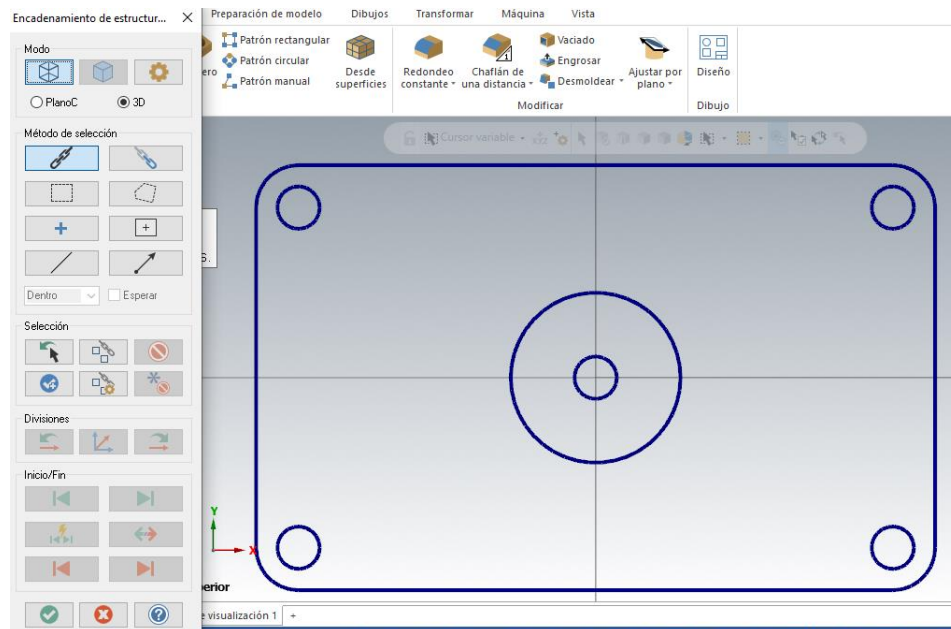 Encadenamiento de estructur...
Modo
PlanoC
3D
Método de selección
Dentro
Esperar
Selección
Divisiones
Inicio/Fin
Preparación de modelo
Dibujos
Transformar
Máquina
Vista
ero
Patrón rectangular
Patrón circular
Patrón manual
Desde
superficies
Redondeo
constante
Chaflán de
una distancia
Vaciado
Engrosar
Desmoldear
Ajustar por
plano
Diseño
Modificar
Dibujo
Cursor variable
s.
Y
X
erior
e visualización 1
+